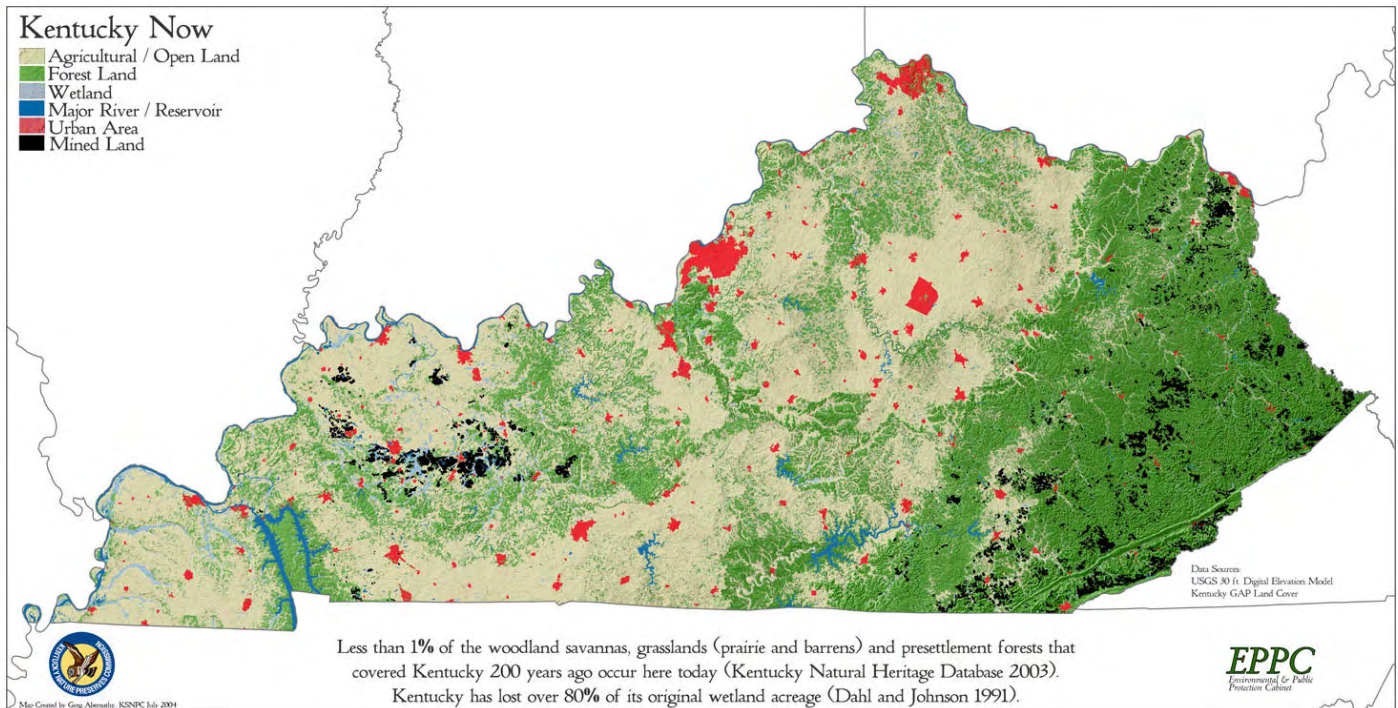 Kentucky Now
Agricultural / Open Land
Forest Land
Wetland
Major River / Reservoir
Urban Area
Mined Land
Data Sources:
USGS 30 ft. Digital Elevation Model
Kentucky GAP Land Cover
Less than 1% of the woodland savannas, grasslands (prairie and barrens) and presettlement forests that
covered Kentucky 200 years ago occur here today (Kentucky Natural Heritage Database 2003).
Kentucky has lost over 80% of its original wetland acreage (Dahl and Johnson 1991).
KENTUCKY NATURE PRESERVES COMMISSION
EPPC
Environmental & Public
Protection Cabinet
Map Created by Greg Abernathy, KSNPC July 2004